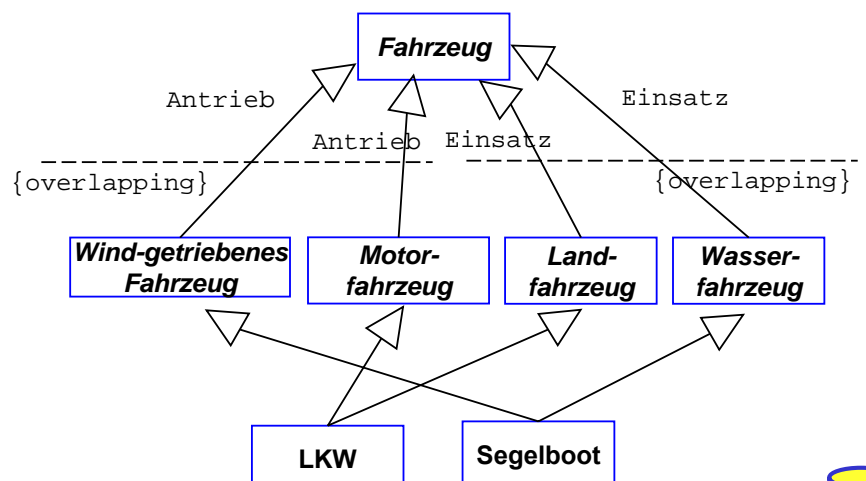 Fahrzeug
Antrieb
Einsatz
Antrieb
Einsatz
{overlapping}
{overlapping}
Wind-getriebenes
Fahrzeug
Motor-
fahrzeug
Land-
fahrzeug
Wasser-
fahrzeug
LKW
Segelboot